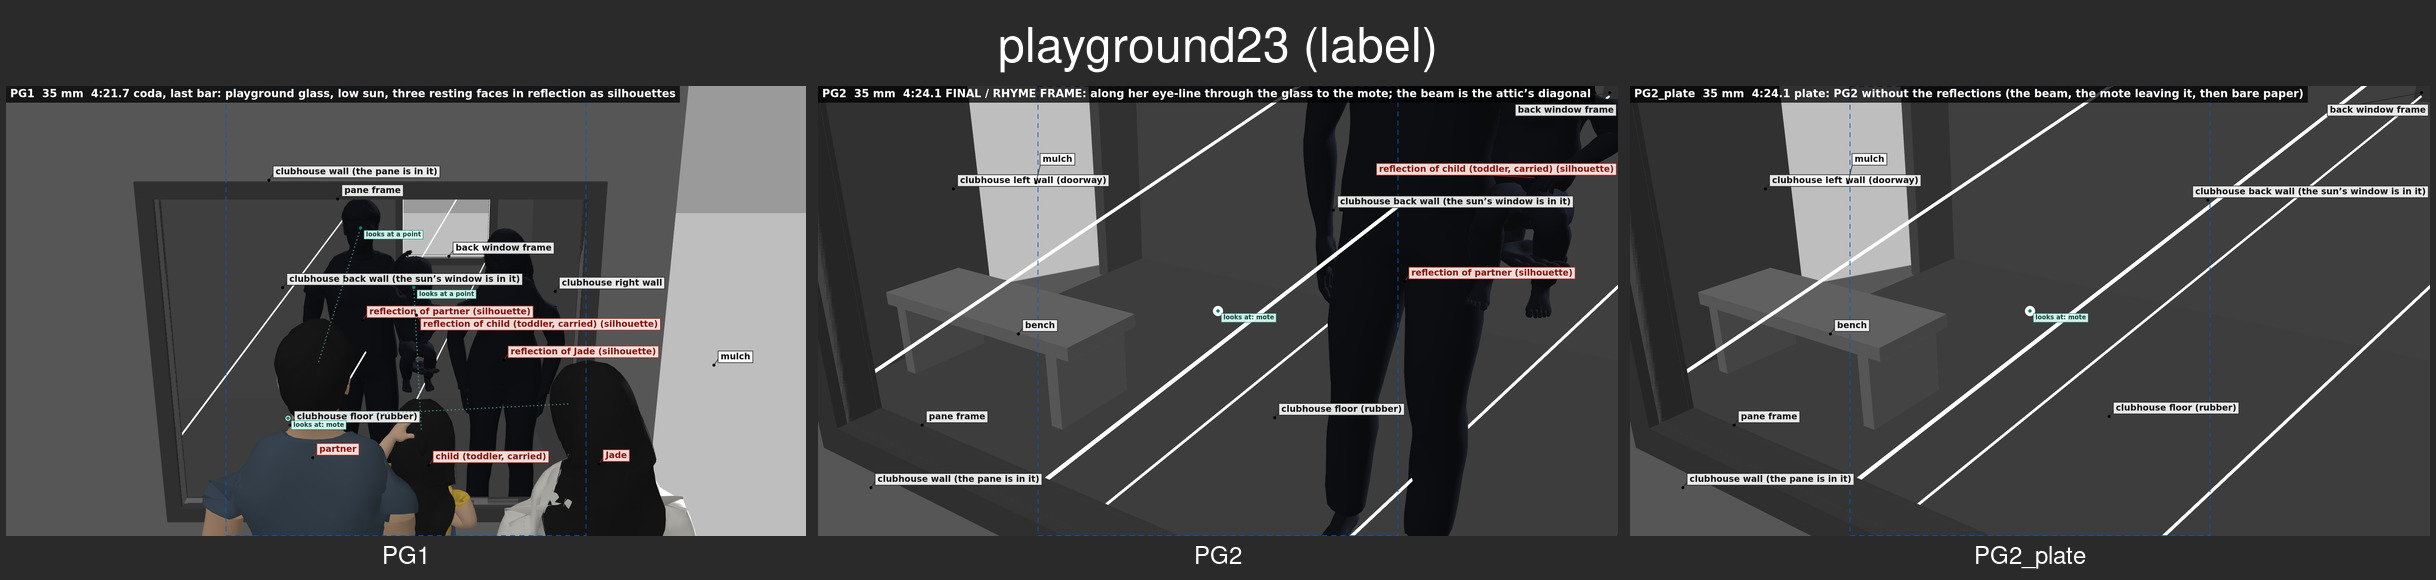 playground23 (label)
PG1 35 mm 4:21.7 coda, last bar: playground glass, low sun, three resting faces in reflection as silhouettes
clubhouse wall (the pane is in it)
pane frame
looks at a point
back window frame
clubhouse back wall (the sun's window is in it)
clubhouse right wall
looks at a point
reflection of partner (silhouette)
reflection of child (toddler, carried) (silhouette)
reflection of Jade (silhouette)
mulch
clubhouse floor (rubber)
looks at: mote
partner
child (toddler, carried)
Jade
PG1
PG2 35 mm 4:24.1 FINAL / RHYME FRAME: along her eye-line through the glass to the mote; the beam is the attic's diagonal
back window frame
mulch
reflection of child (toddler, carried) (silhouette)
clubhouse left wall (doorway)
clubhouse back wall (the sun's window is in it)
reflection of partner (silhouette)
looks at: mote
bench
clubhouse floor (rubber)
pane frame
clubhouse wall (the pane is in it)
PG2
PG2_plate 35 mm 4:24.1 plate: PG2 without the reflections (the beam, the mote leaving it, then bare paper)
back window frame
mulch
clubhouse left wall (doorway)
clubhouse back wall (the sun's window is in it)
looks at: mote
bench
clubhouse floor (rubber)
pane frame
clubhouse wall (the pane is in it)
PG2_plate